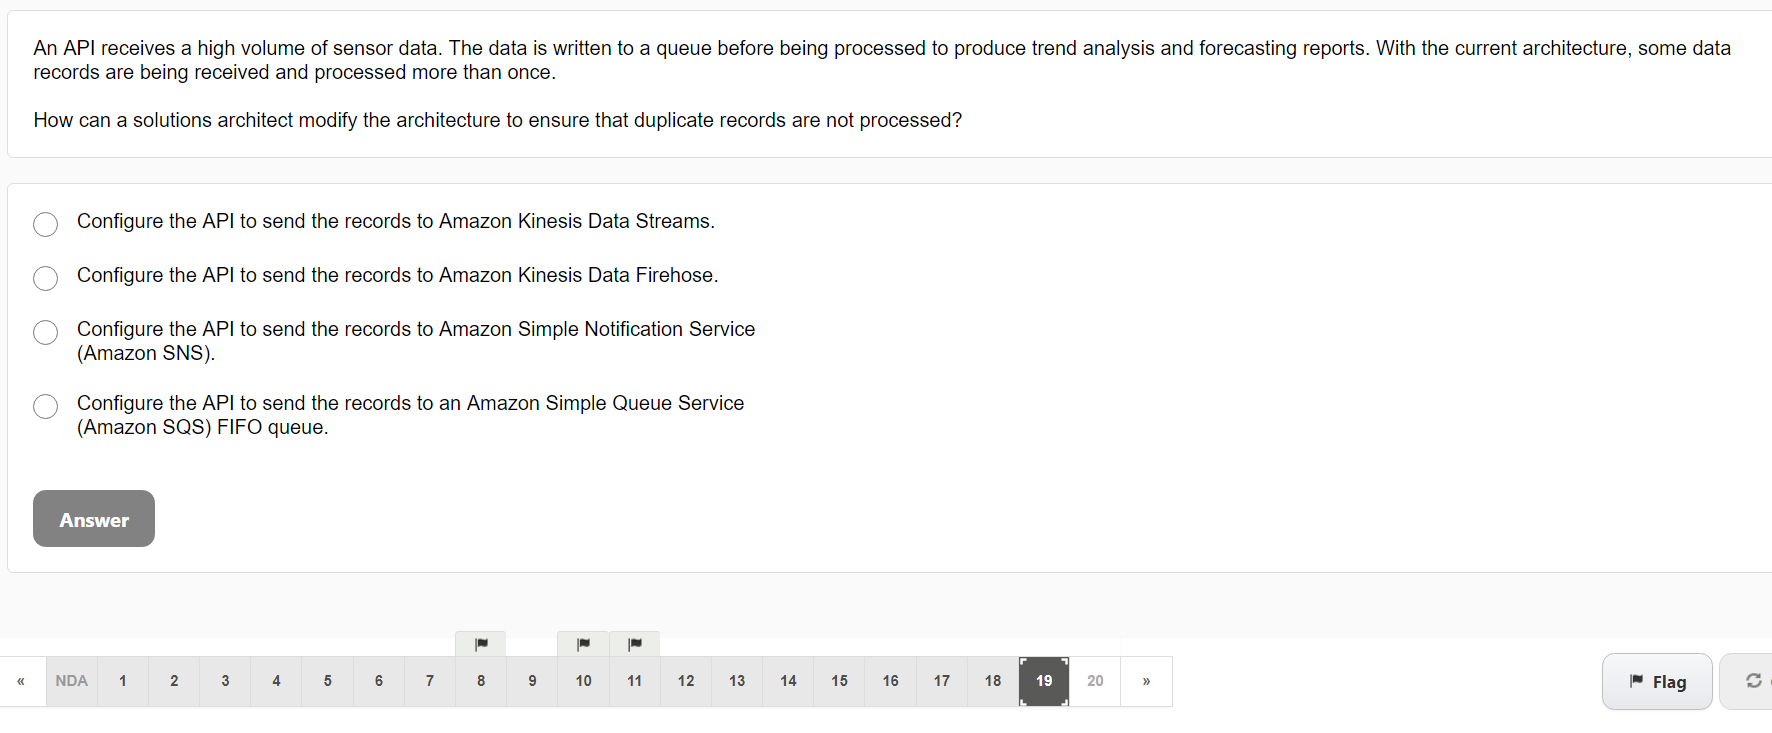 An API receives a high volume of sensor data. The data is written to a queue before being processed to produce trend analysis and forecasting reports. With the current architecture, some data
records are being received and processed more than once.
How can a solutions architect modify the architecture to ensure that duplicate records are not processed?
Configure the API to send the records to Amazon Kinesis Data Streams.
Configure the API to send the records to Amazon Kinesis Data Firehose.
Configure the API to send the records to Amazon Simple Notification Service
(Amazon SNS).
Configure the API to send the records to an Amazon Simple Queue Service
(Amazon SQS) FIFO queue.
Answer
« NDA 1 2 3 4 5 6 7 8 9 10 11 12 13 14 15 16 17 18 19 20 » Flag